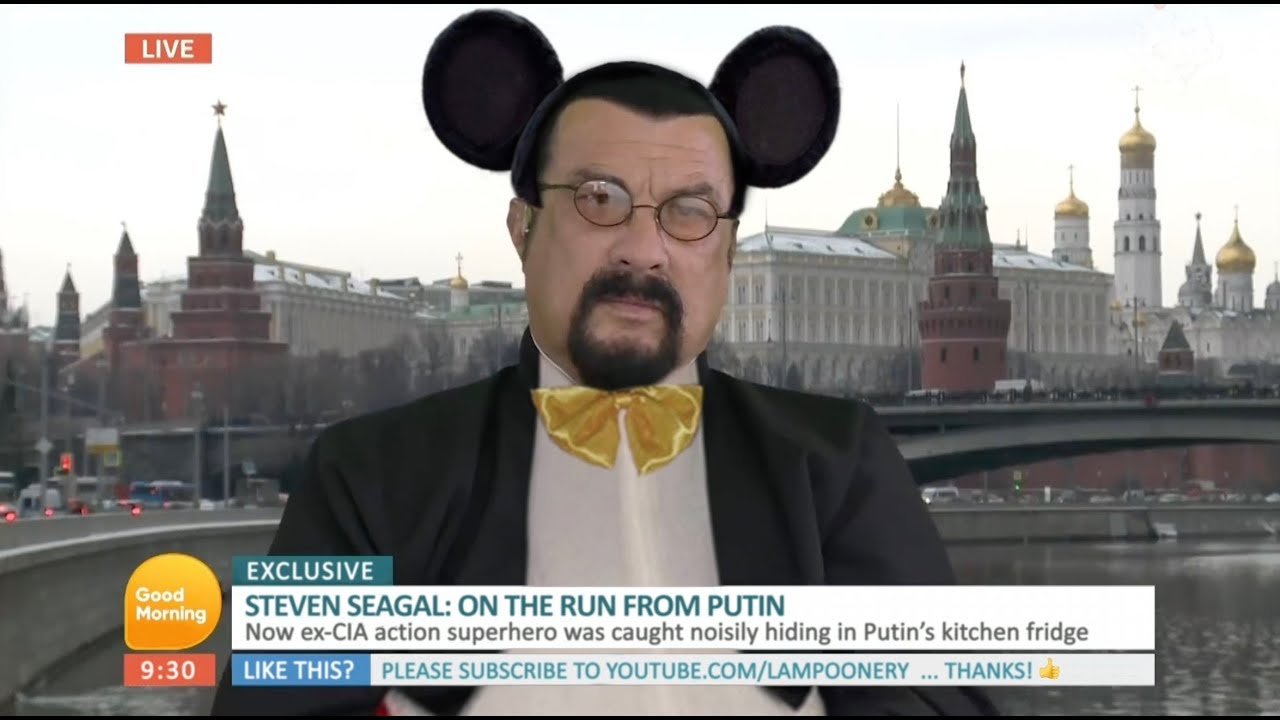 LIVE
EXCLUSIVE
Good
Morning
STEVEN SEAGAL: ON THE RUN FROM PUTIN
Now ex-CIA action superhero was caught noisily hiding in Putin's kitchen fridge
9:30
LIKE THIS?
PLEASE SUBSCRIBE TO YOUTUBE.COM/LAMPOONERY ... THANKS! 👍